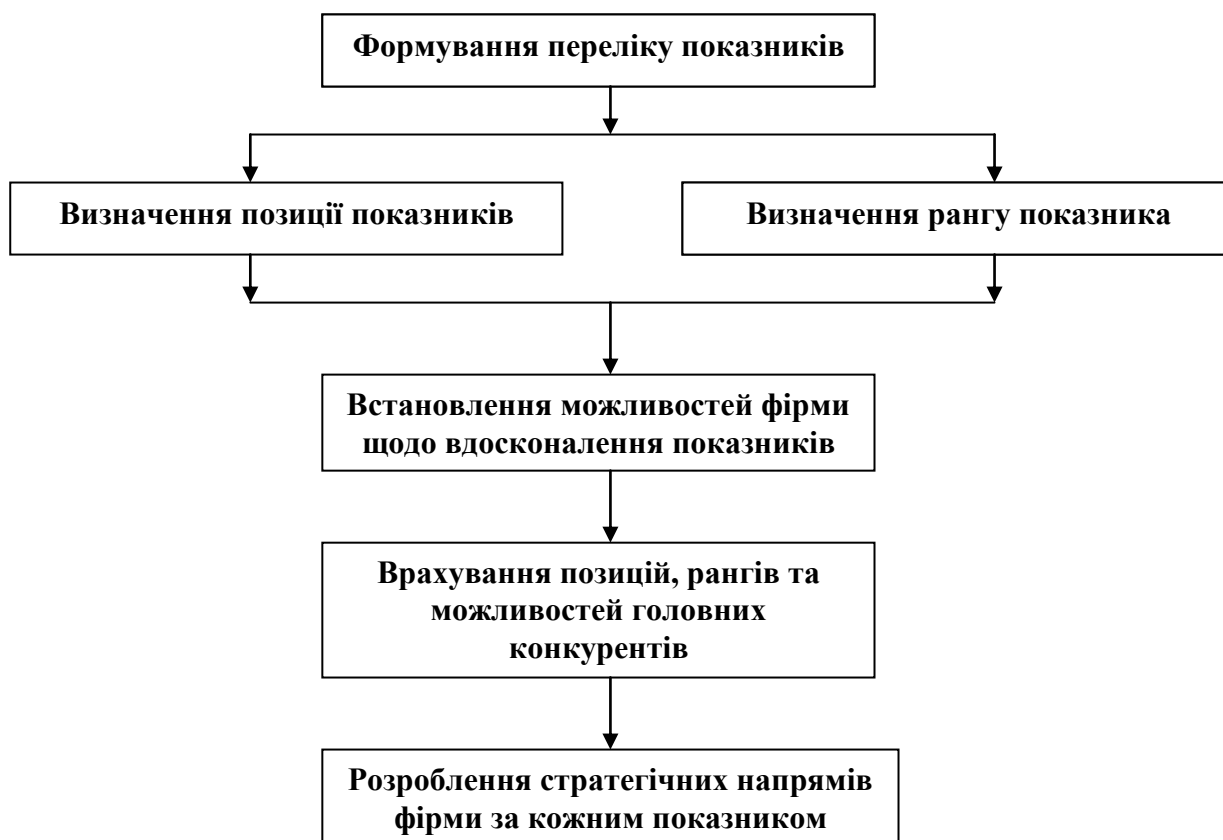 Формування переліку показників
Визначення позиції показників
Визначення рангу показника
Встановлення можливостей фірми
щодо вдосконалення показників
Врахування позицій, рангів та
можливостей головних
конкурентів
Розроблення стратегічних напрямів
фірми за кожним показником